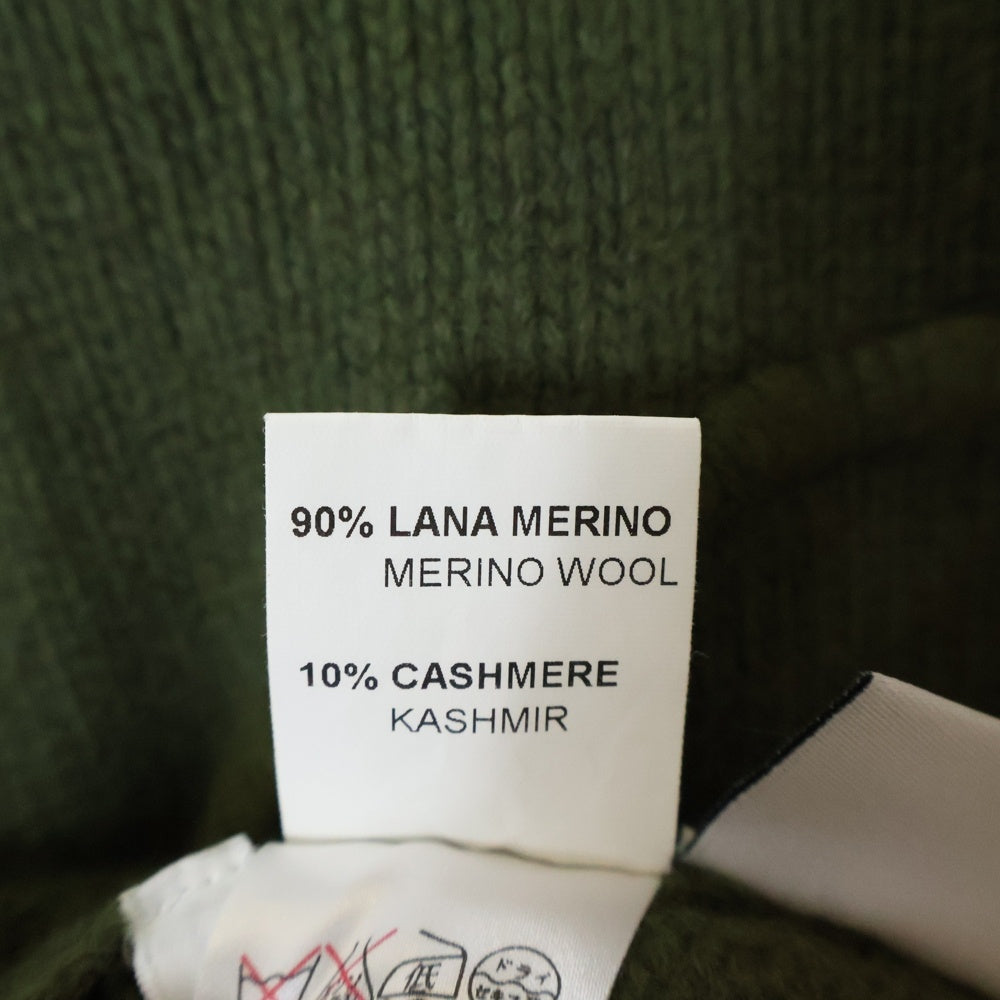 90% LANA MERINO
MERINO WOOL
10% CASHMERE
KASHMIR
低
ドライ